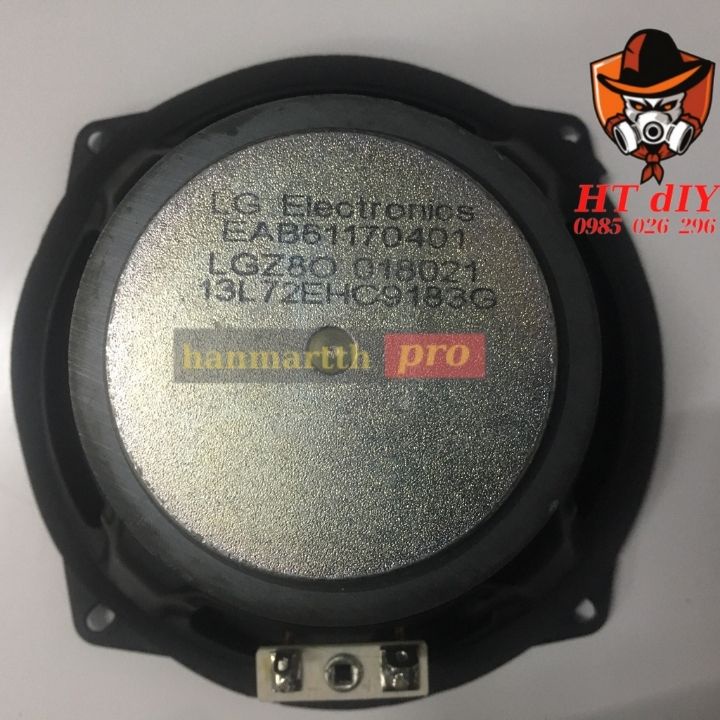 LG Electronics
EAB61170401
LGZ8O 018021
13L72EHC9183G
hanmartth pro
HT dIY
0985 026 296